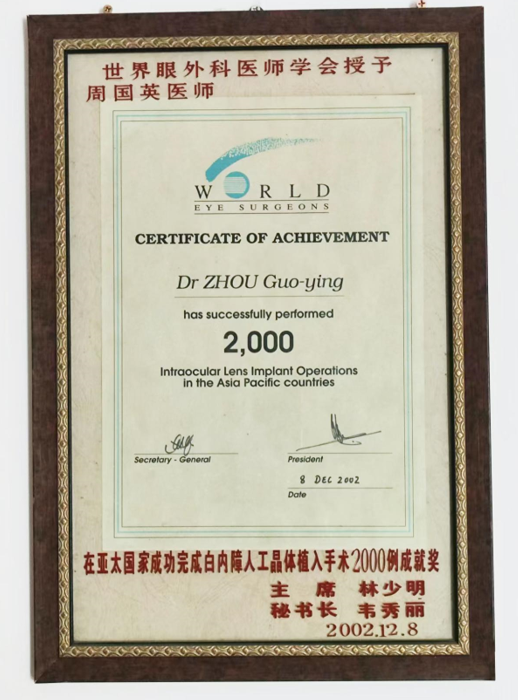 世界眼外科医师学会授予
周国英医师
WORLD
EYE SURGEONS
CERTIFICATE OF ACHIEVEMENT
Dr ZHOU Guo-ying
has successfully performed
2,000
Intraocular Lens Implant Operations
in the Asia Pacific countries
Secretary - General
President
8 DEC 2002
Date
在亚太国家成功完成白内障人工晶体植入手术2000例成就奖
主 席 林少明
秘书长 韦秀丽
2002.12.8